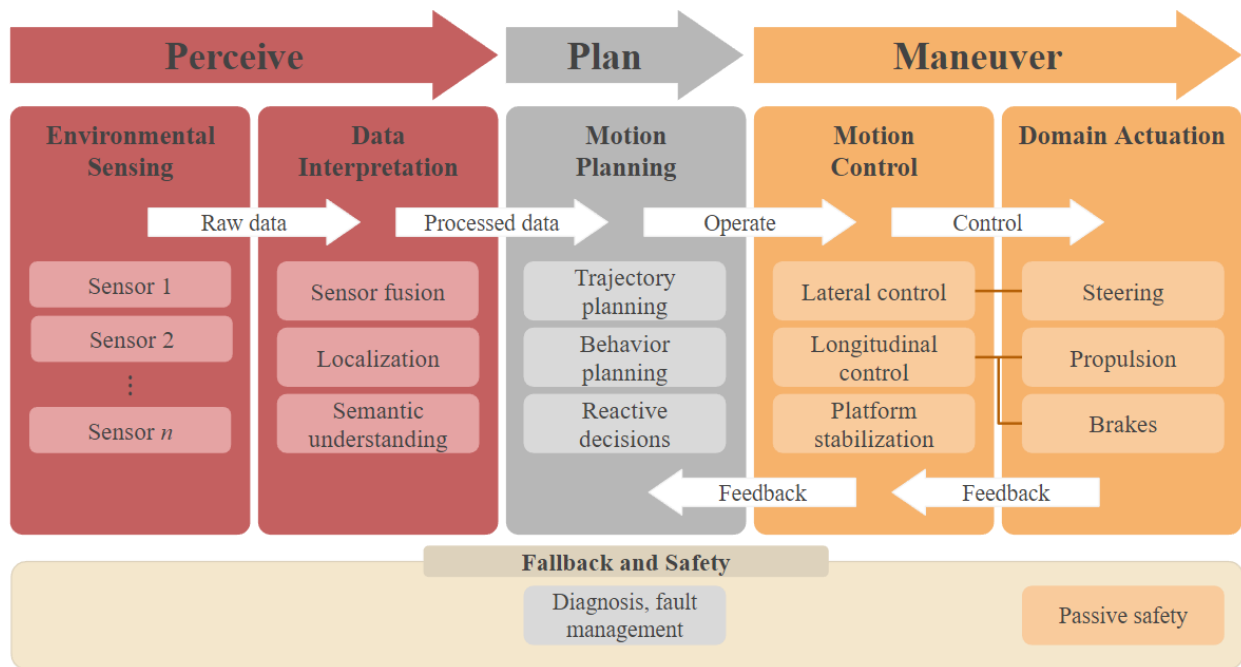 Perceive
Plan
Maneuver
Environmental
Sensing
Data
Interpretation
Motion
Planning
Motion
Control
Domain Actuation
Raw data
Processed data
Operate
Control
Sensor 1
Sensor 2
⋮
Sensor n
Sensor fusion
Localization
Semantic
understanding
Trajectory
planning
Behavior
planning
Reactive
decisions
Lateral control
Longitudinal
control
Platform
stabilization
Steering
Propulsion
Brakes
Feedback
Feedback
Fallback and Safety
Diagnosis, fault
management
Passive safety